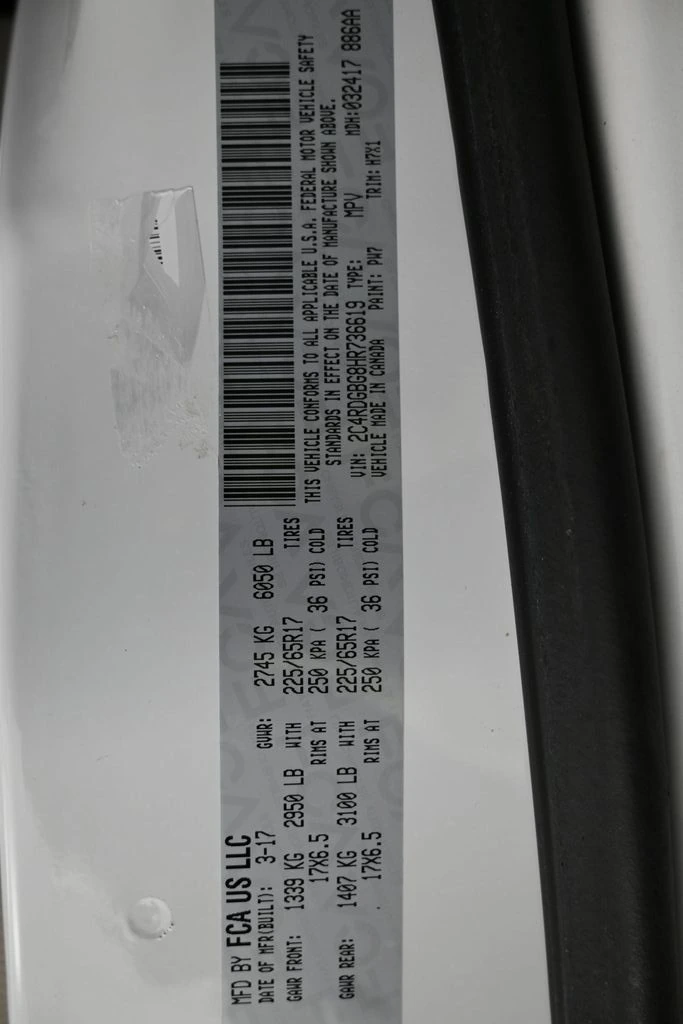 MFD BY FCA US LLC
DATE OF MFR(BUILT): 3-17 GVWR: 2745 KG 6050 LB
GAWR FRONT: 1339 KG 2950 LB WITH 225/65R17 TIRES
17X6.5 RIMS AT 250 KPA ( 36 PSI) COLD
GAWR REAR: 1407 KG 3100 LB WITH 225/65R17 TIRES
17X6.5 RIMS AT 250 KPA ( 36 PSI) COLD
THIS VEHICLE CONFORMS TO ALL APPLICABLE U.S.A. FEDERAL MOTOR VEHICLE SAFETY
STANDARDS IN EFFECT ON THE DATE OF MANUFACTURE SHOWN ABOVE.
VIN: 2C4RDGBG8HR736619 TYPE: MPV MDH:032417 886AA
VEHICLE MADE IN CANADA PAINT: PW7 TRIM: H7X1